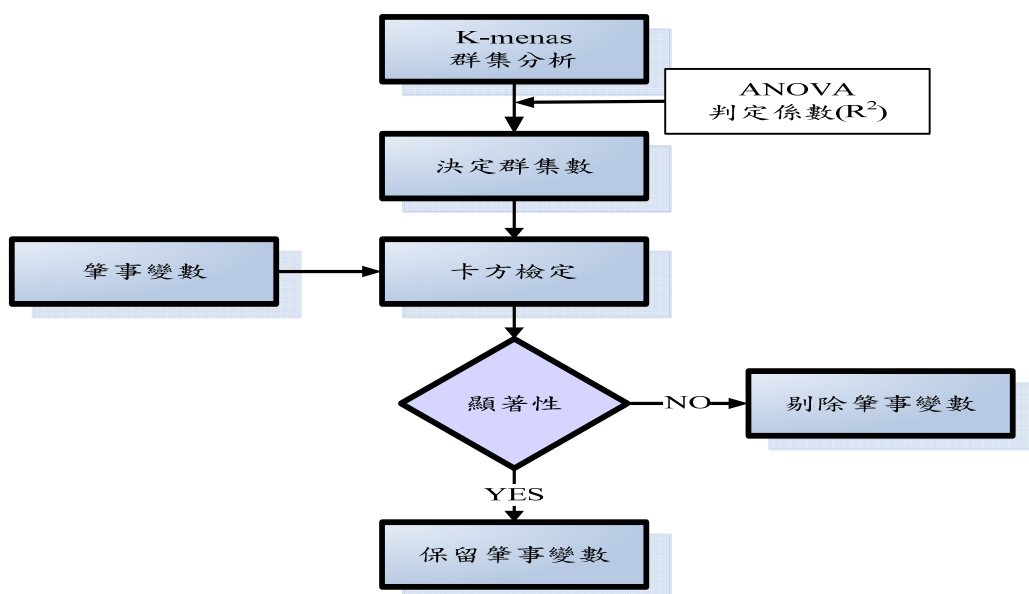 K-menas
群集分析
ANOVA
判定係數(R²)
決定群集數
肇事變數
卡方檢定
顯著性
NO
剔除肇事變數
YES
保留肇事變數